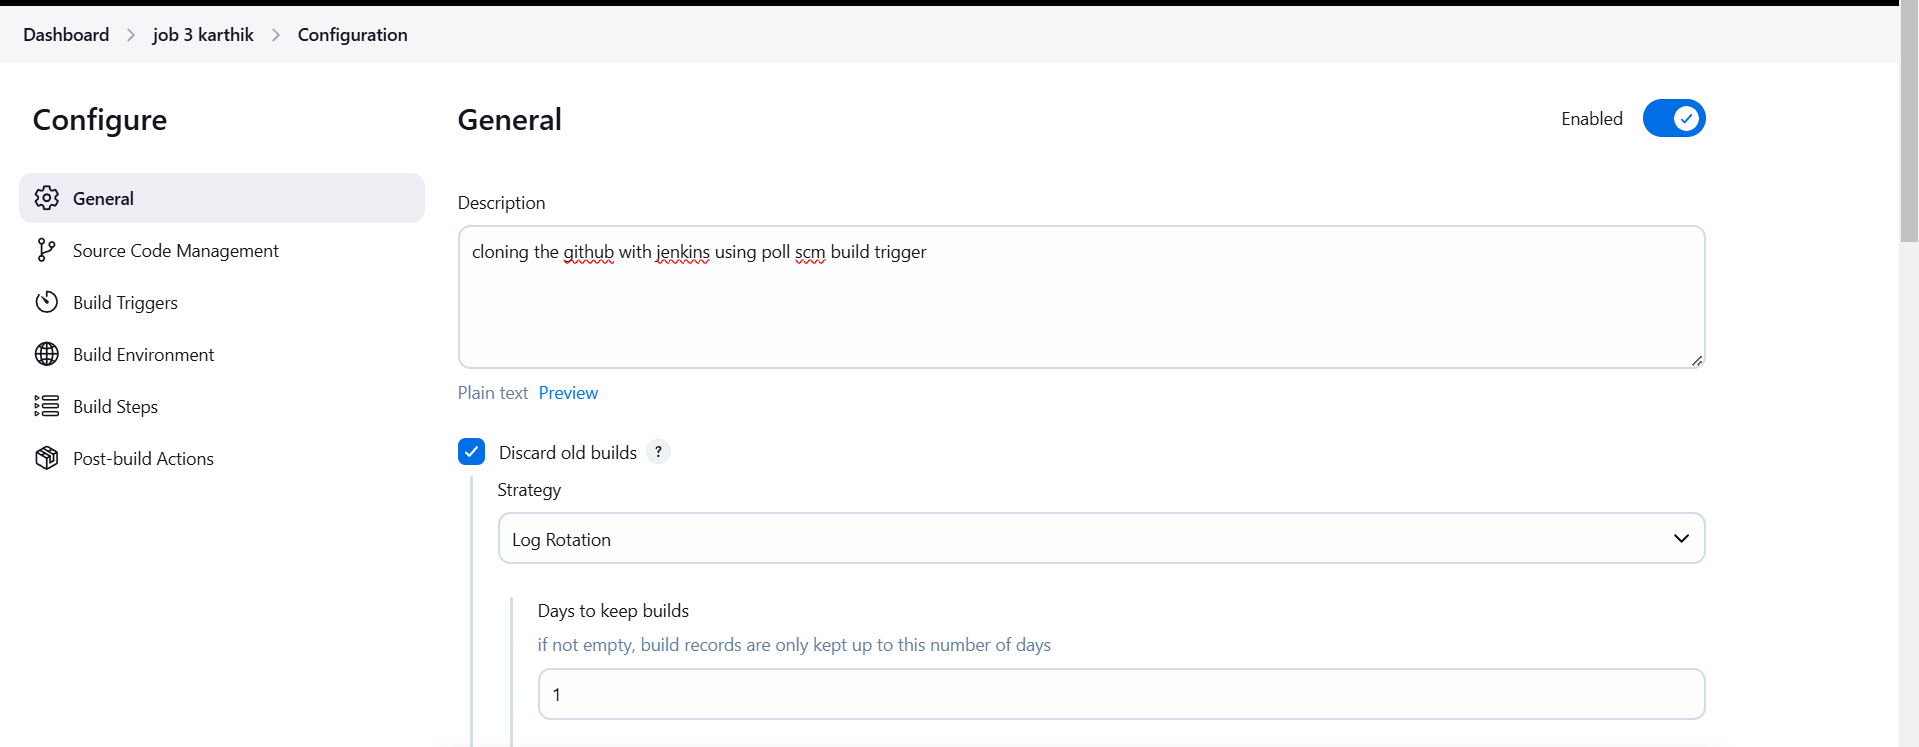 Dashboard > job 3 karthik > Configuration
Configure
General
Source Code Management
Build Triggers
Build Environment
Build Steps
Post-build Actions
General
Enabled
Description
cloning the github with jenkins using poll scm build trigger
Plain text Preview
Discard old builds ?
Strategy
Log Rotation
Days to keep builds
if not empty, build records are only kept up to this number of days
1